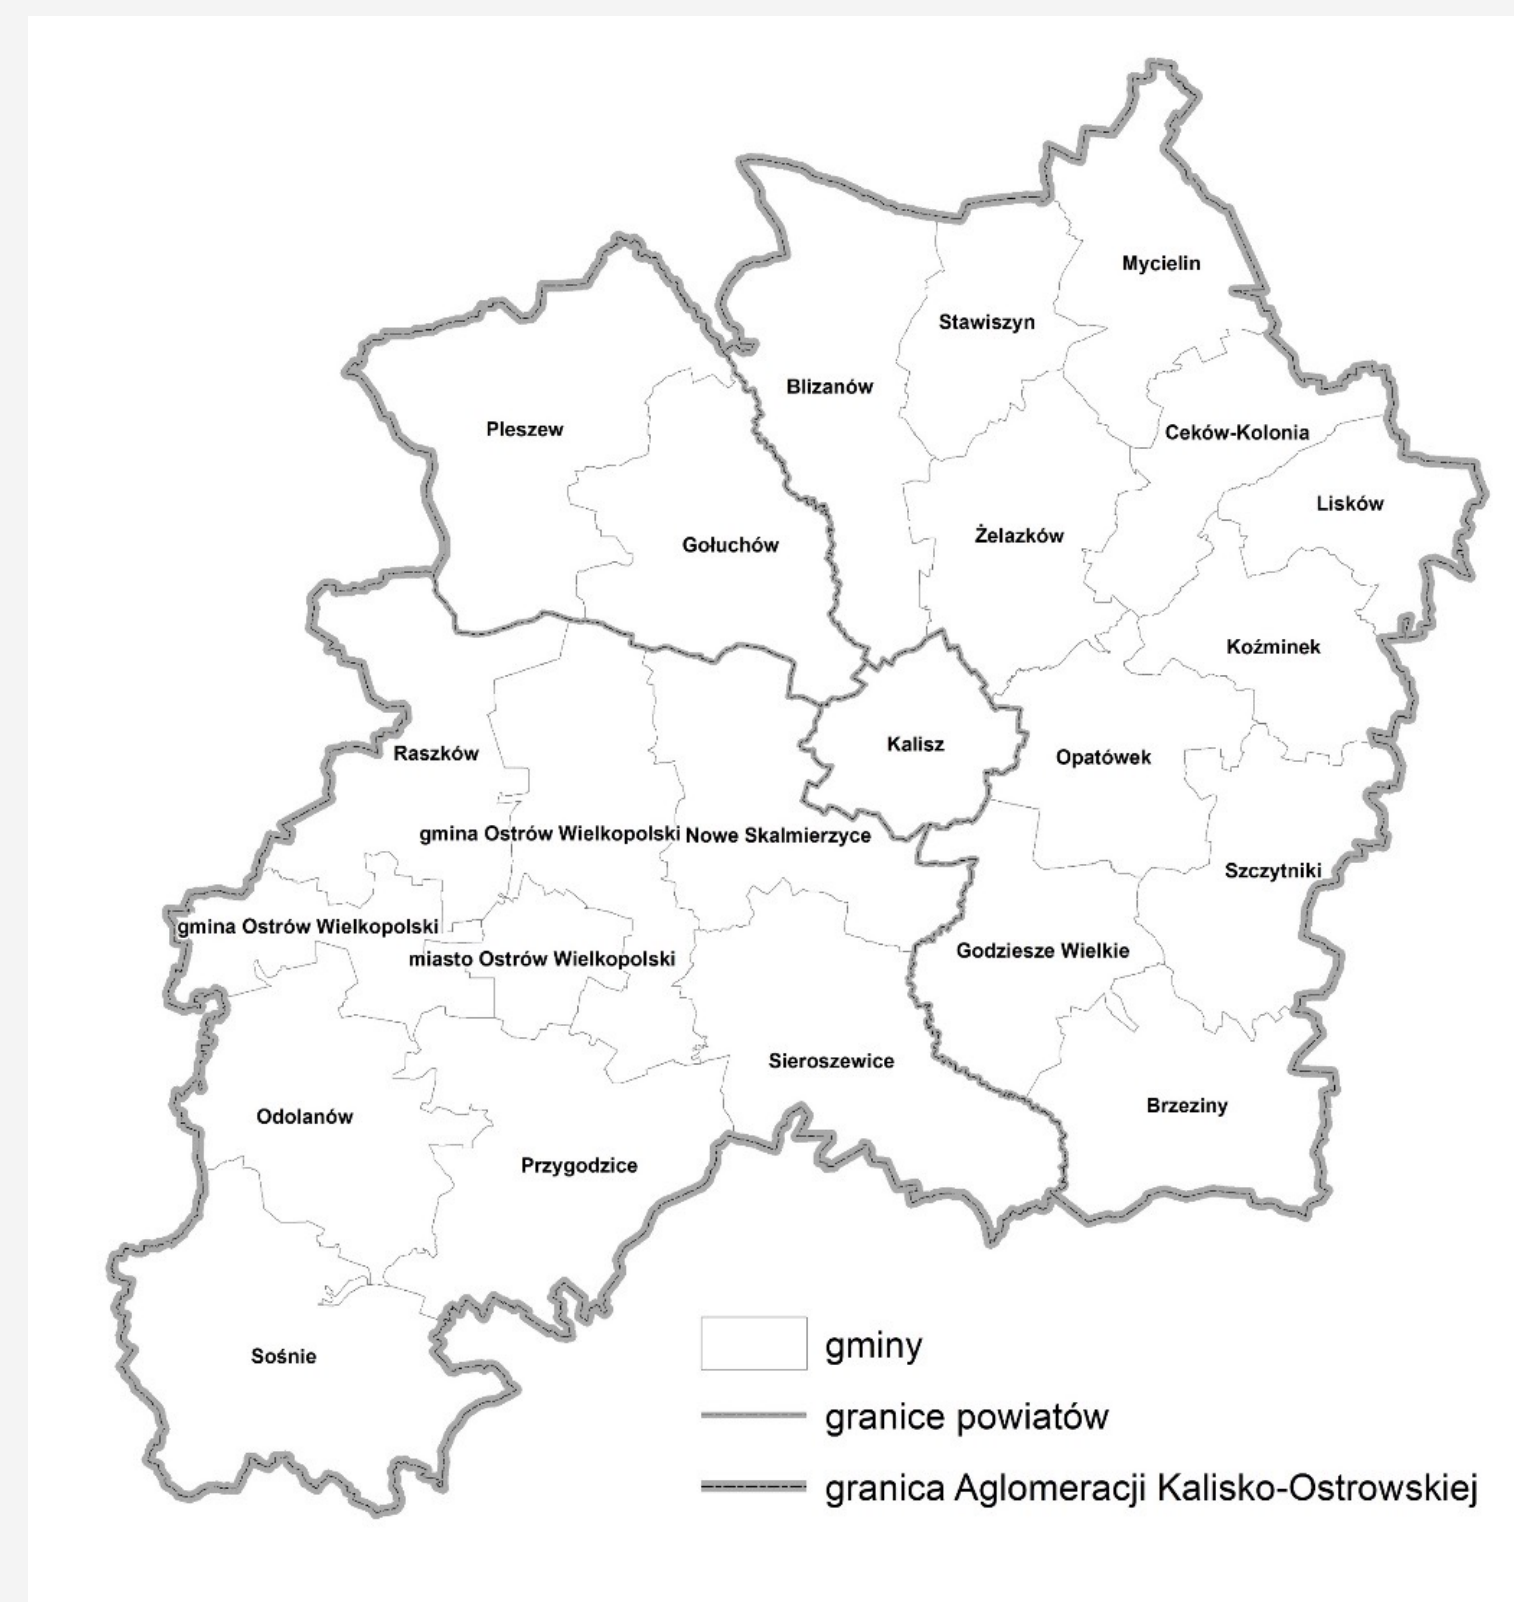 Mycielin
Stawiszyn
Blizanów
Pleszew
Ceków-Kolonia
Lisków
Żelazków
Gołuchów
Koźminek
Kalisz
Raszków
Opatówek
gmina Ostrów Wielkopolski
Nowe Skalmierzyce
Szczytniki
gmina Ostrów Wielkopolski
Godziesze Wielkie
miasto Ostrów Wielkopolski
Sieroszewice
Brzeziny
Odolanów
Przygodzice
Sośnie
gminy
granice powiatów
granica Aglomeracji Kalisko-Ostrowskiej